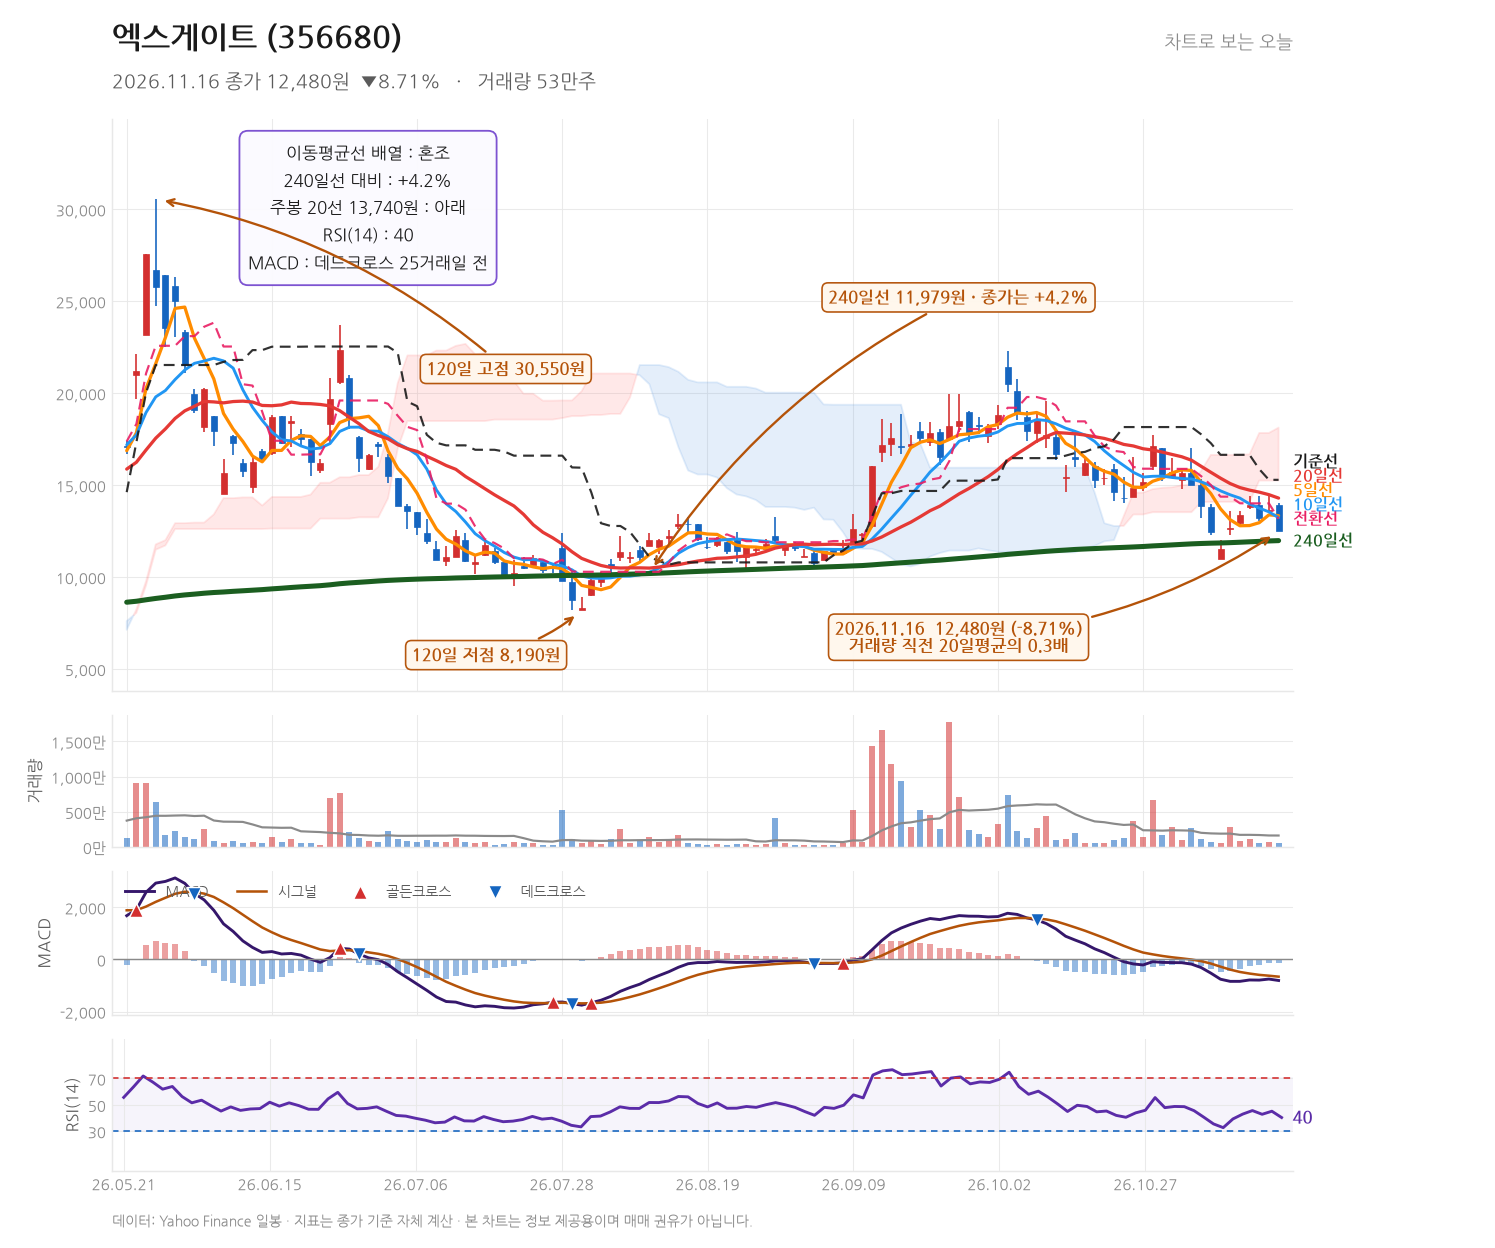 엑스게이트 (356680)
차트로 보는 오늘
2026.11.16 종가 12,480원 ▼8.71% · 거래량 53만주
이동평균선 배열 : 혼조
240일선 대비 : +4.2%
주봉 20선 13,740원 : 아래
RSI(14) : 40
MACD : 데드크로스 25거래일 전
30,000
25,000
20,000
15,000
10,000
5,000
240일선 11,979원 · 종가는 +4.2%
120일 고점 30,550원
기준선
20일선
5일선
10일선
전환선
240일선
2026.11.16 12,480원 (-8.71%)
거래량 직전 20일평균의 0.3배
120일 저점 8,190원
거래량
1,500만
1,000만
500만
0만
MACD
MACD
시그널
골든크로스
데드크로스
2,000
0
-2,000
RSI(14)
70
50
30
40
26.05.21
26.06.15
26.07.06
26.07.28
26.08.19
26.09.09
26.10.02
26.10.27
데이터: Yahoo Finance 일봉 · 지표는 종가 기준 자체 계산 · 본 차트는 정보 제공용이며 매매 권유가 아닙니다.